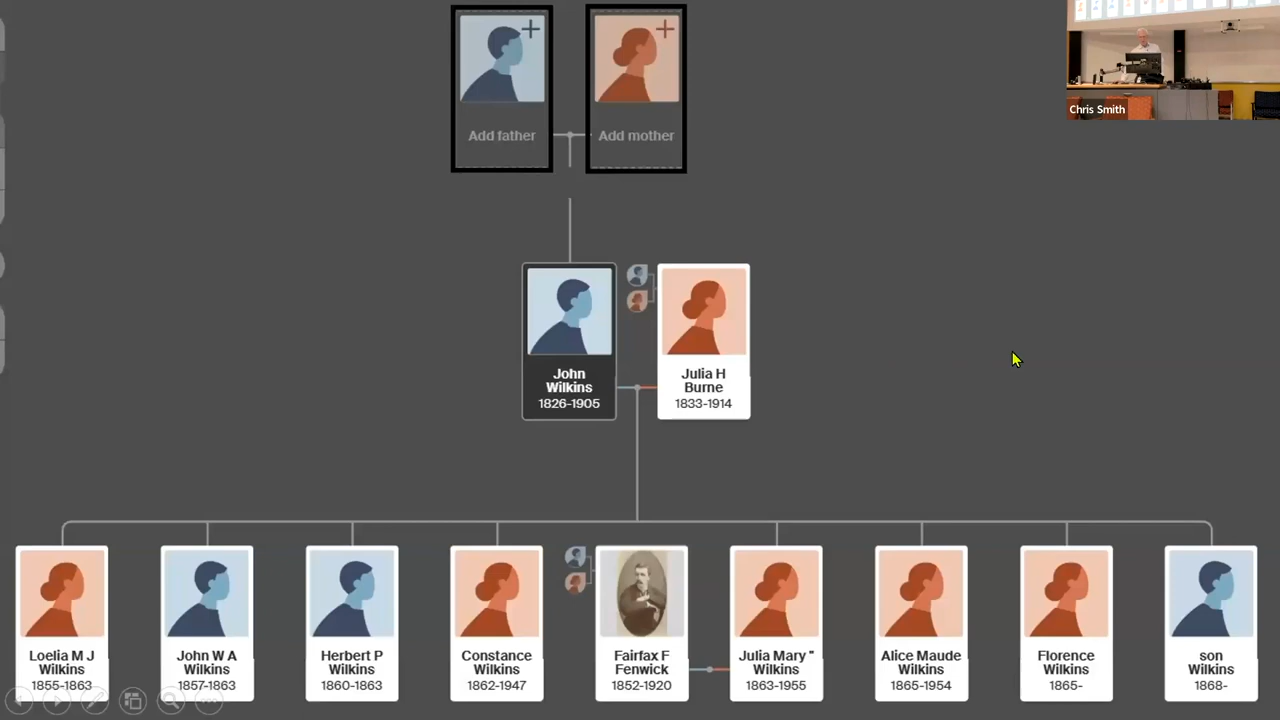 Add father
Add mother
Chris Smith
John
Wilkins
1826-1905
Julia H
Burne
1833-1914
Loelia M J
Wilkins
1855-1863
John W A
Wilkins
1857-1863
Herbert P
Wilkins
1860-1863
Constance
Wilkins
1862-1947
Fairfax F
Fenwick
1852-1920
Julia Mary "
Wilkins
1863-1955
Alice Maude
Wilkins
1865-1954
Florence
Wilkins
1865-
son
Wilkins
1868-